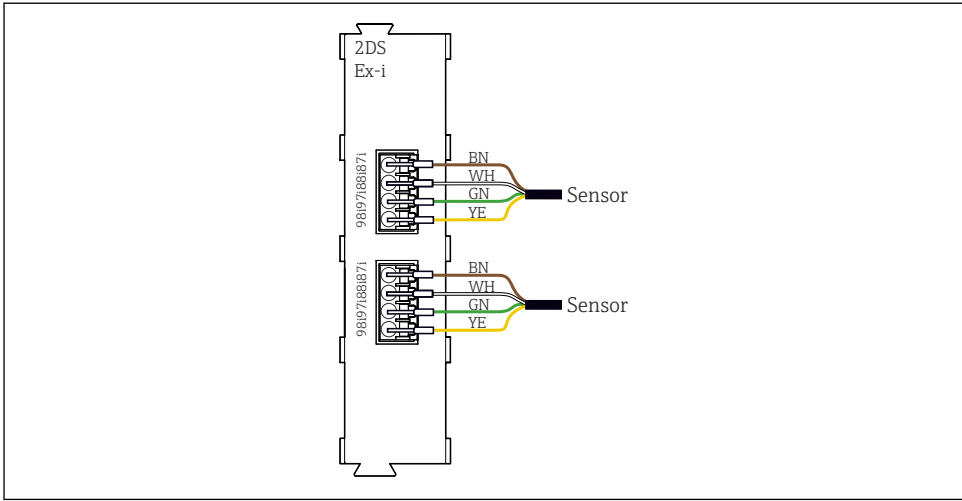 2DS
Ex-i
98i97i88i87i
BN
WH
GN
YE
Sensor
98i97i88i87i
BN
WH
GN
YE
Sensor